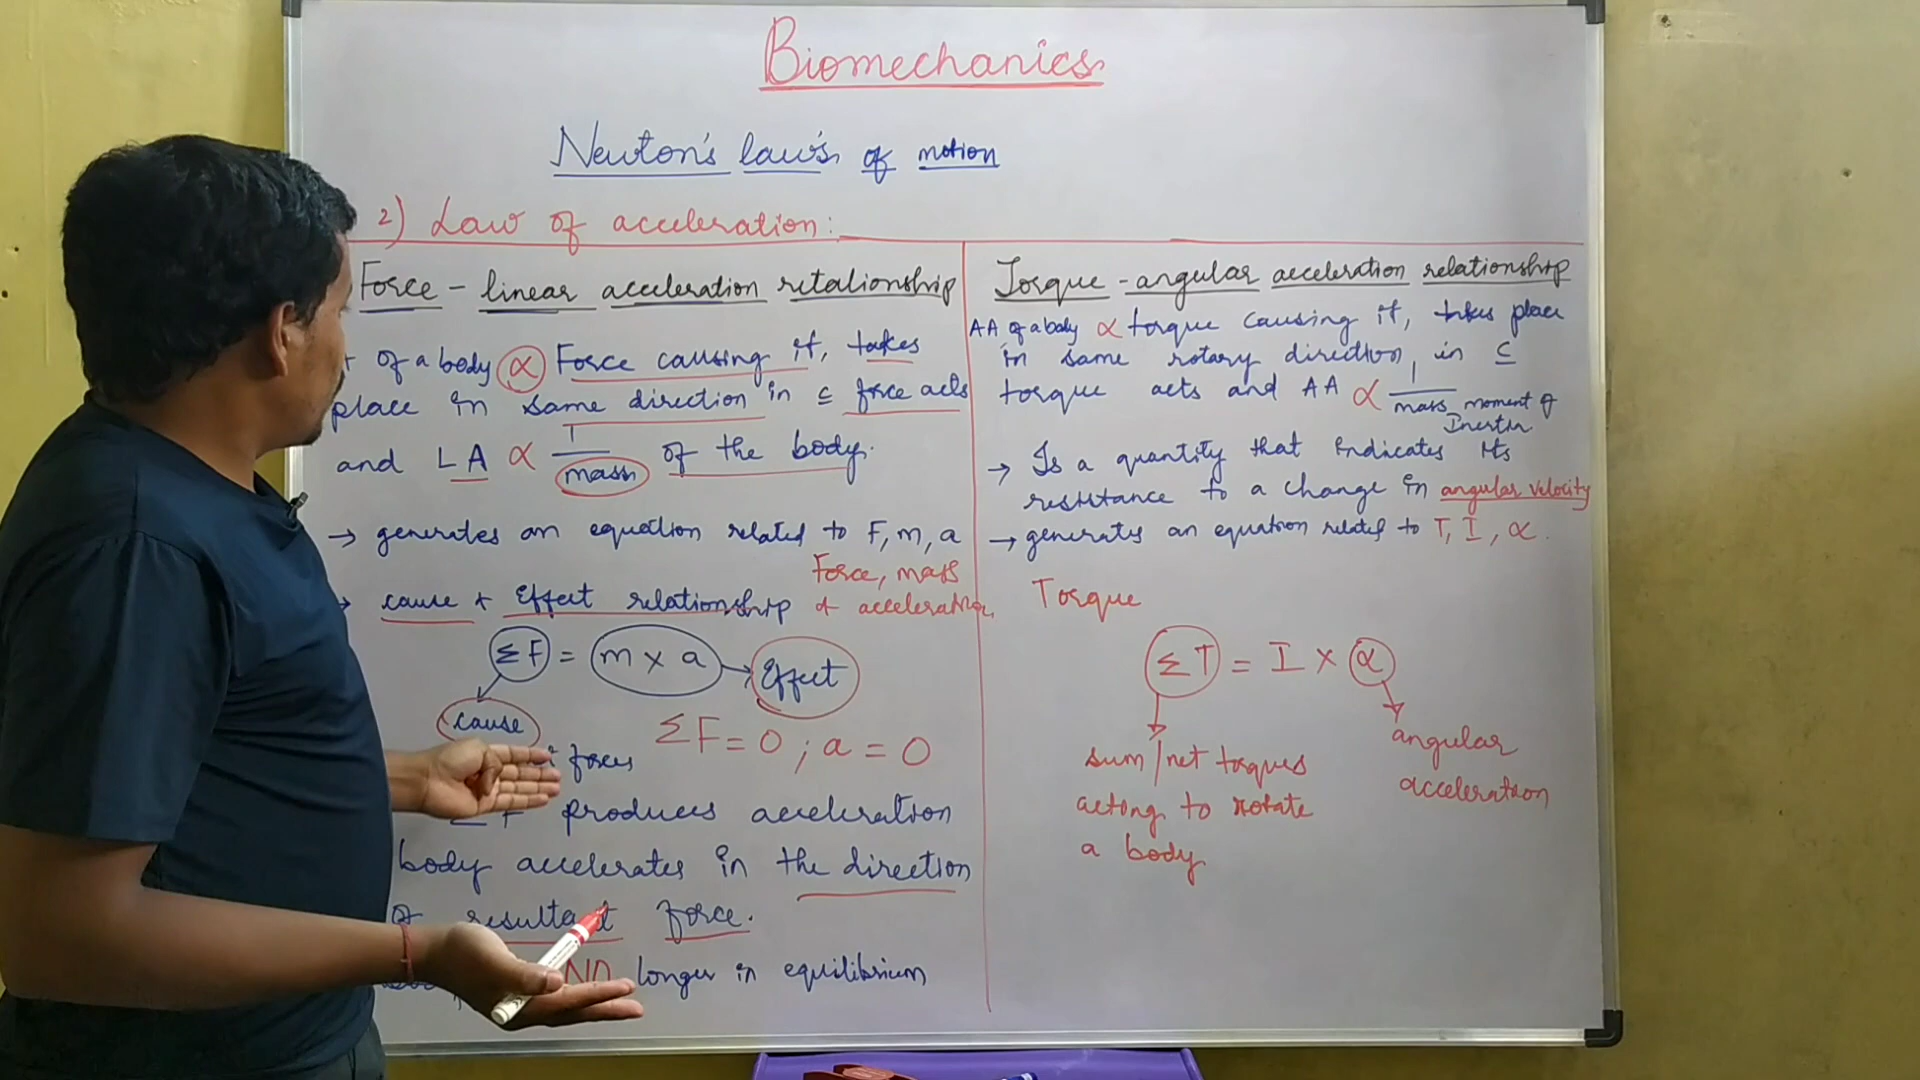 Biomechanics
Newton's law's of motion
2) Law of acceleration:
Force - linear acceleration retalionship
of a body ∝ Force causing it, takes
place in same direction in c̲ force acts
and LA ∝ 1/mass of the body.
→ generates an equation related to F, m, a
Force, mass
→ cause + Effect relationship & acceleration
ΣF = m x a → Effect
cause
ΣF = 0 ; a = 0
forces
ΣF produces acceleration
body accelerates in the direction
of resultant force.
NO longer in equilibrium
Torque - angular acceleration relationship
AA of a body ∝ torque causing it, takes place
in same rotary direction, in c̲
torque acts and AA ∝ 1/mass moment of
Inertia
→ Is a quantity that indicates its
resistance to a change in angular velocity
→ generates an equation related to T, I, ∝.
Torque
ΣT = I x ∝
sum/net torques
acting to rotate
a body
angular
acceleration